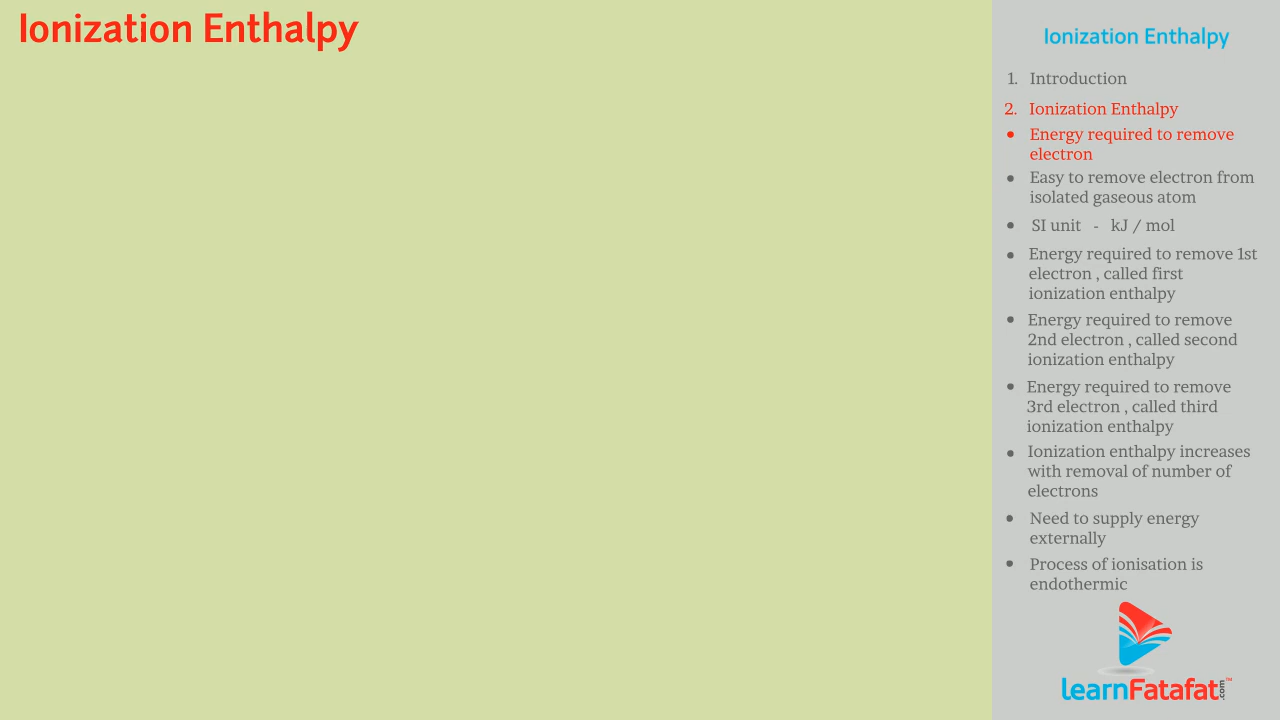 Ionization Enthalpy
Ionization Enthalpy
1. Introduction
2. Ionization Enthalpy
• Energy required to remove
electron
• Easy to remove electron from
isolated gaseous atom
• SI unit - kJ / mol
• Energy required to remove 1st
electron , called first
ionization enthalpy
• Energy required to remove
2nd electron , called second
ionization enthalpy
• Energy required to remove
3rd electron , called third
ionization enthalpy
• Ionization enthalpy increases
with removal of number of
electrons
• Need to supply energy
externally
• Process of ionisation is
endothermic
learnFatafat.com™